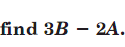 find 3B − 2A.